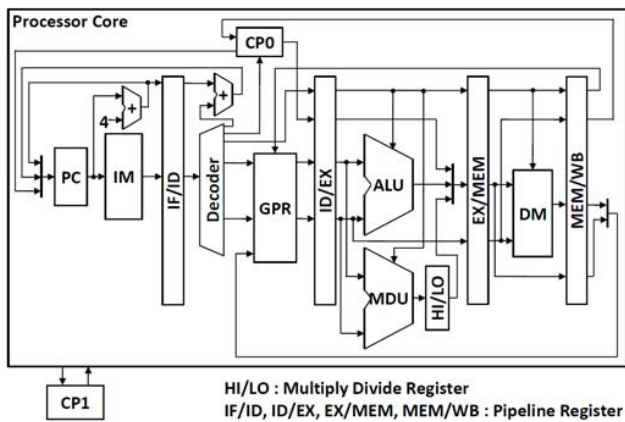 Processor Core
CP0
4
+
+
PC
IM
IF/ID
Decoder
GPR
ID/EX
ALU
MDU
HI/LO
EX/MEM
DM
MEM/WB
CP1
HI/LO : Multiply Divide Register
IF/ID, ID/EX, EX/MEM, MEM/WB : Pipeline Register